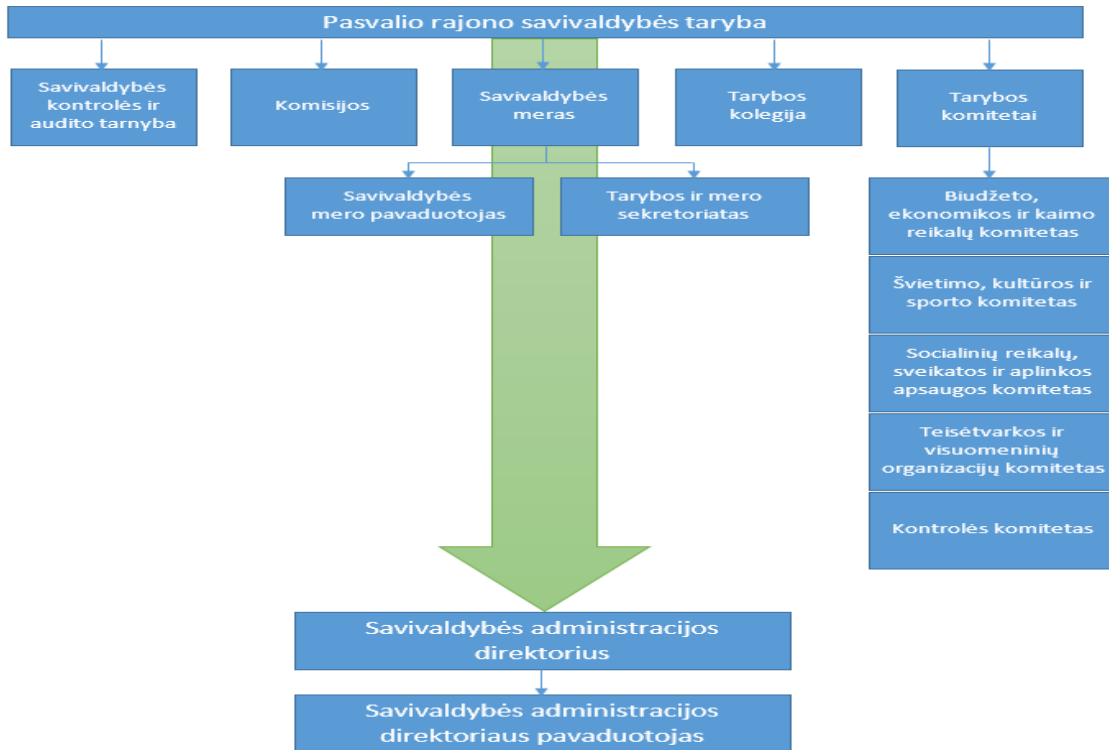 Pasvalio rajono savivaldybės taryba
Savivaldybės
kontrolės ir
audito tarnyba
Komisijos
Savivaldybės
meras
Tarybos
kolegija
Tarybos
komitetai
Savivaldybės
mero pavaduotojas
Tarybos ir mero
sekretoriatas
Biudžeto,
ekonomikos ir kaimo
reikalų komitetas
Švietimo, kultūros ir
sporto komitetas
Socialinių reikalų,
sveikatos ir aplinkos
apsaugos komitetas
Teisėtvarkos ir
visuomeninių
organizacijų komitetas
Kontrolės komitetas
Savivaldybės administracijos
direktorius
Savivaldybės administracijos
direktoriaus pavaduotojas